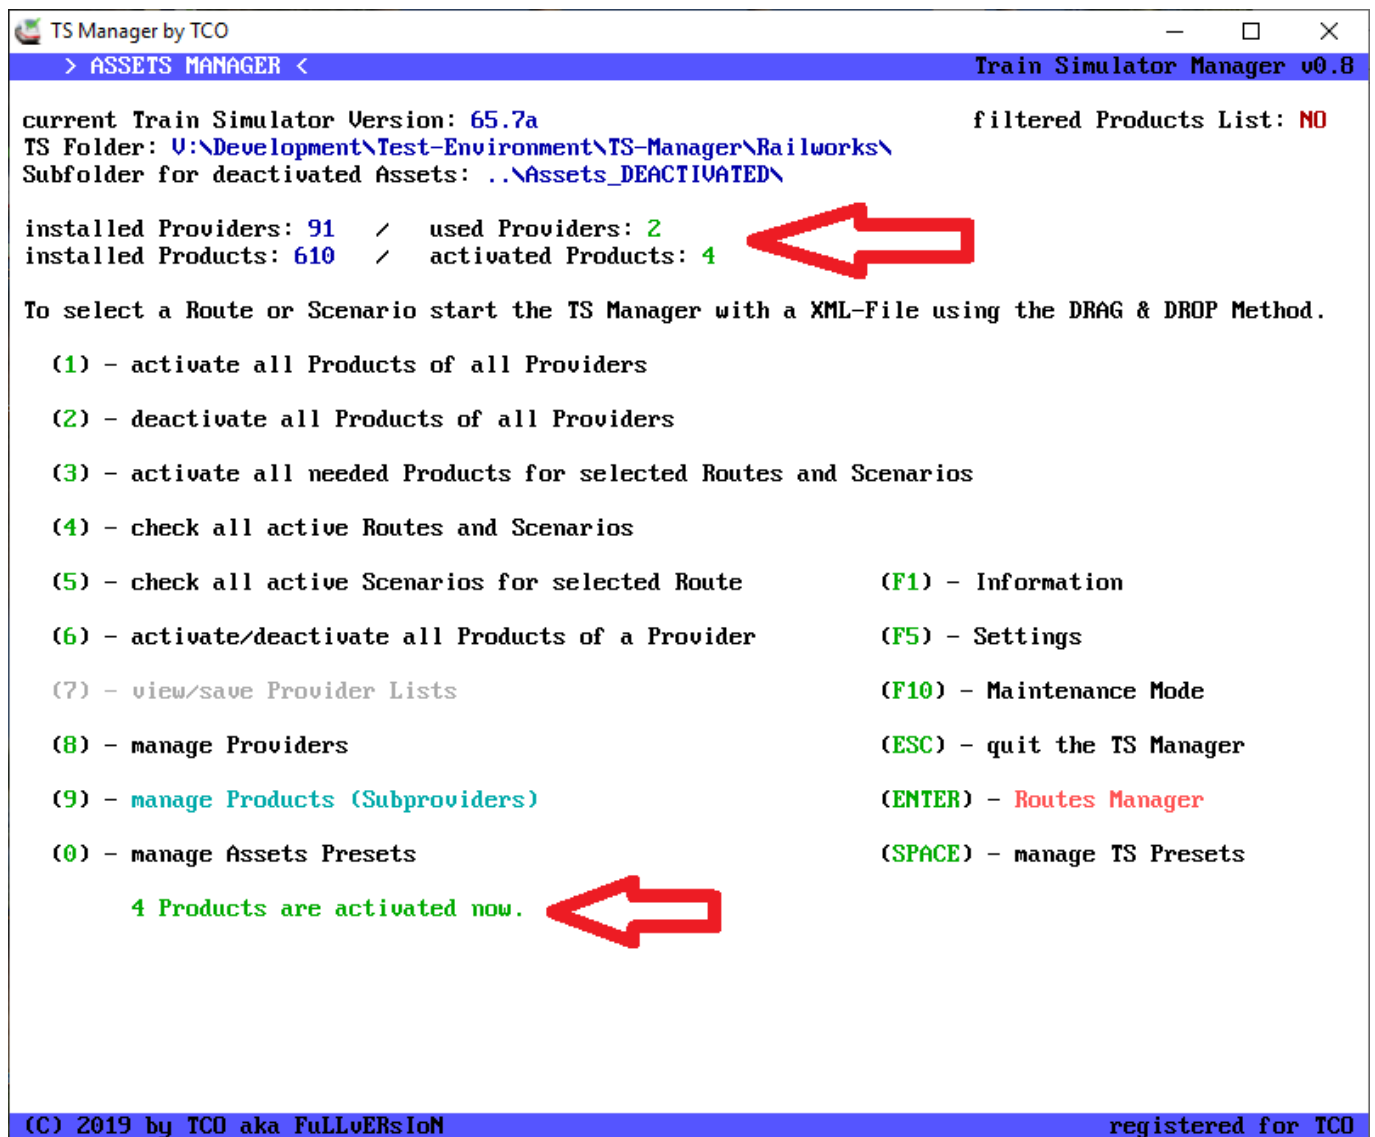 TS Manager by TCO
> ASSETS MANAGER < Train Simulator Manager v0.8
current Train Simulator Version: 65.7a filtered Products List: NO
TS Folder: V:\Development\Test-Environment\TS-Manager\Railworks\
Subfolder for deactivated Assets: ..\Assets_DEACTIVATED\
installed Providers: 91 / used Providers: 2
installed Products: 610 / activated Products: 4
To select a Route or Scenario start the TS Manager with a XML-File using the DRAG & DROP Method.
(1) - activate all Products of all Providers
(2) - deactivate all Products of all Providers
(3) - activate all needed Products for selected Routes and Scenarios
(4) - check all active Routes and Scenarios
(5) - check all active Scenarios for selected Route (F1) - Information
(6) - activate/deactivate all Products of a Provider (F5) - Settings
(7) - view/save Provider Lists (F10) - Maintenance Mode
(8) - manage Providers (ESC) - quit the TS Manager
(9) - manage Products (Subproviders) (ENTER) - Routes Manager
(0) - manage Assets Presets (SPACE) - manage TS Presets
4 Products are activated now.
(C) 2019 by TCO aka FuLLvERsIoN registered for TCO